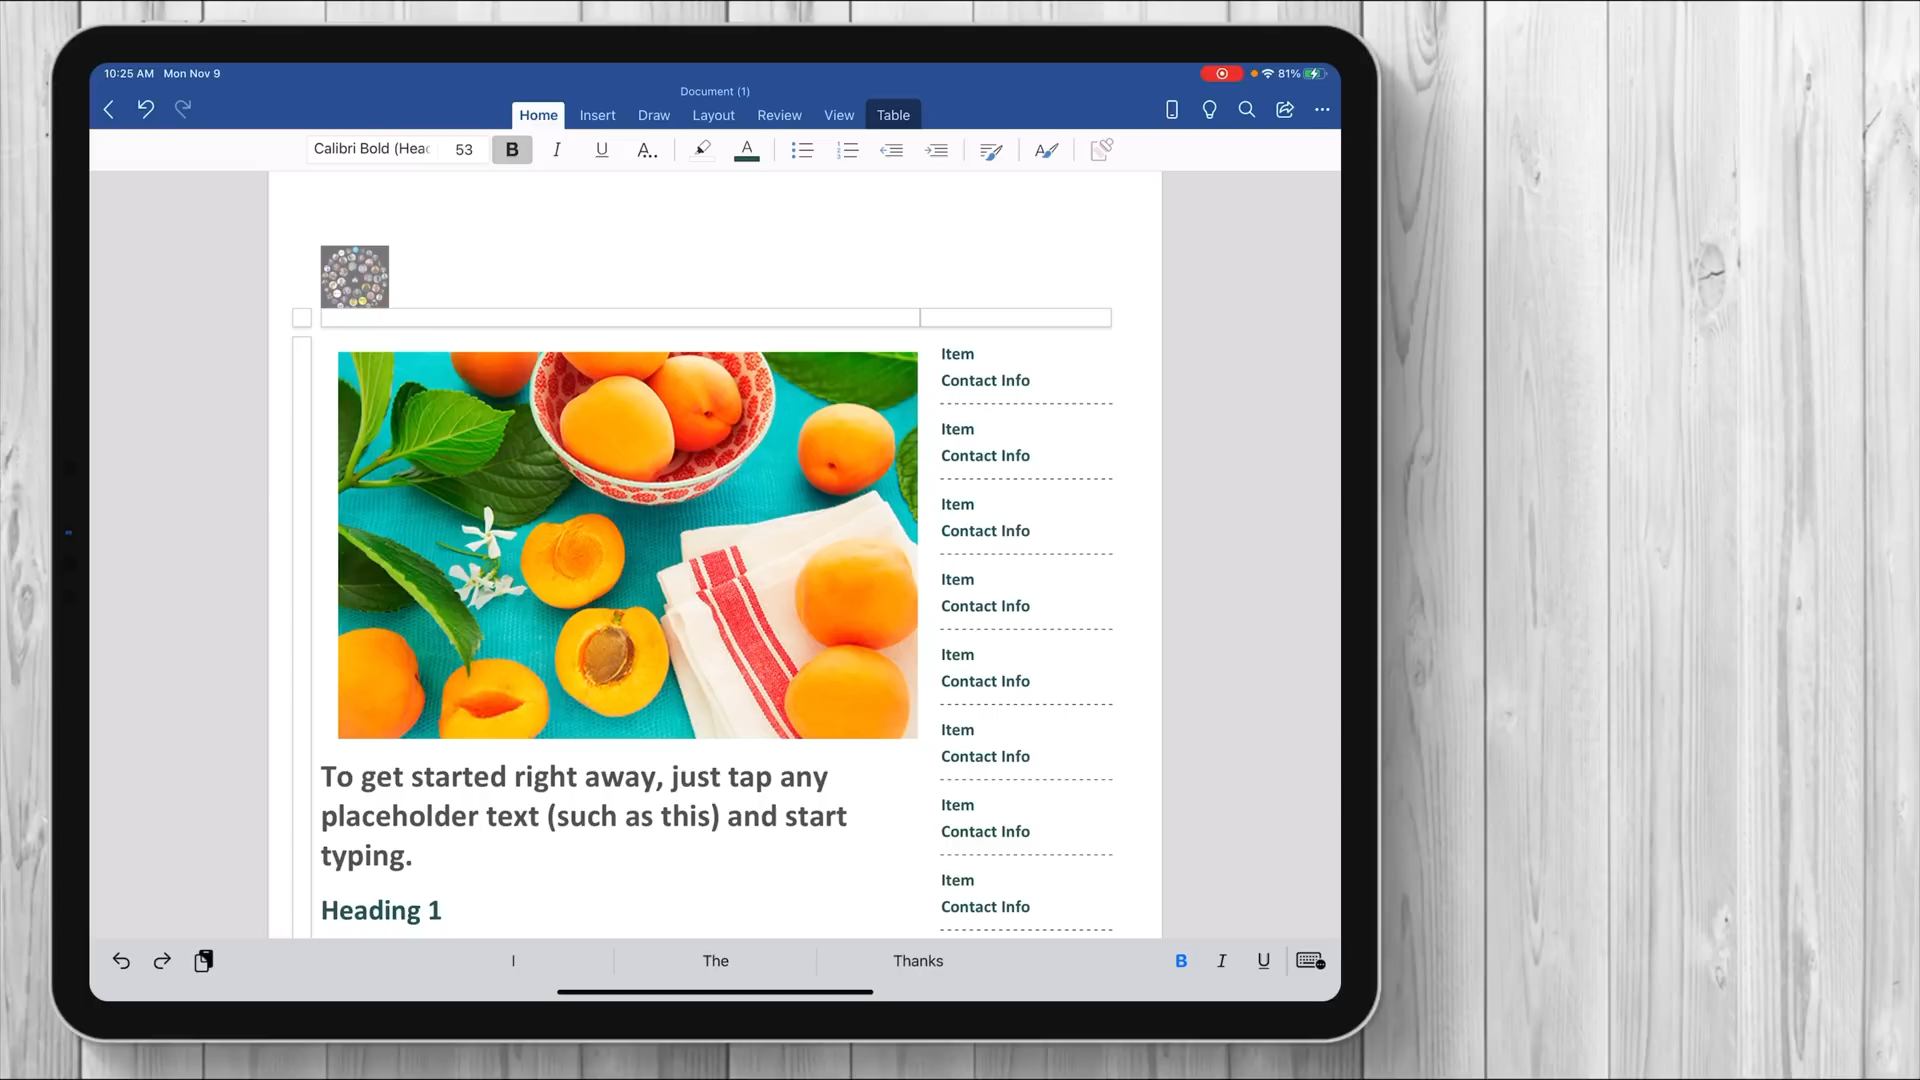 10:25 AM Mon Nov 9
81%
Document (1)
Home Insert Draw Layout Review View Table
Calibri Bold (Head 53 B I U A.. A A
Item
Contact Info
Item
Contact Info
Item
Contact Info
Item
Contact Info
Item
Contact Info
Item
Contact Info
Item
Contact Info
Item
Contact Info
To get started right away, just tap any
placeholder text (such as this) and start
typing.
Heading 1
I The Thanks B I U